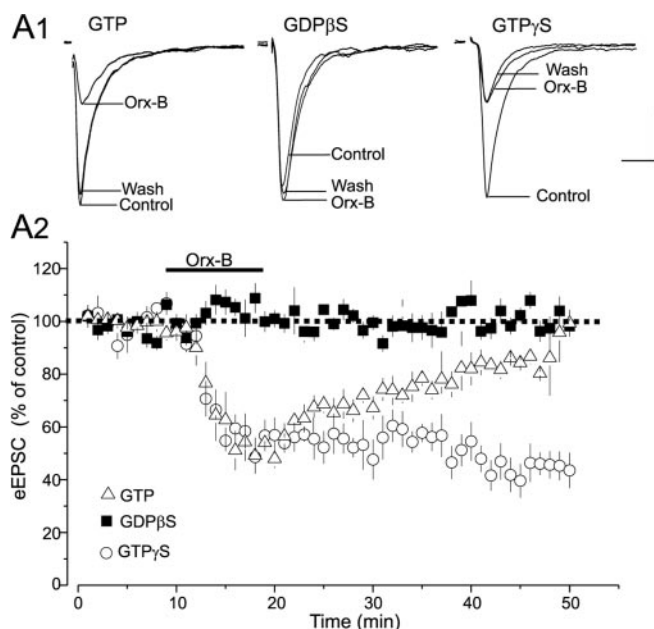 A1
GTP
GDPβS
GTPγS
Orx-B
Wash
Control
Control
Wash
Orx-B
Wash
Orx-B
Control
A2
Orx-B
120
100
80
60
40
20
0
eEPSC (% of control)
GTP
GDPβS
GTPγS
0 10 20 30 40 50
Time (min)